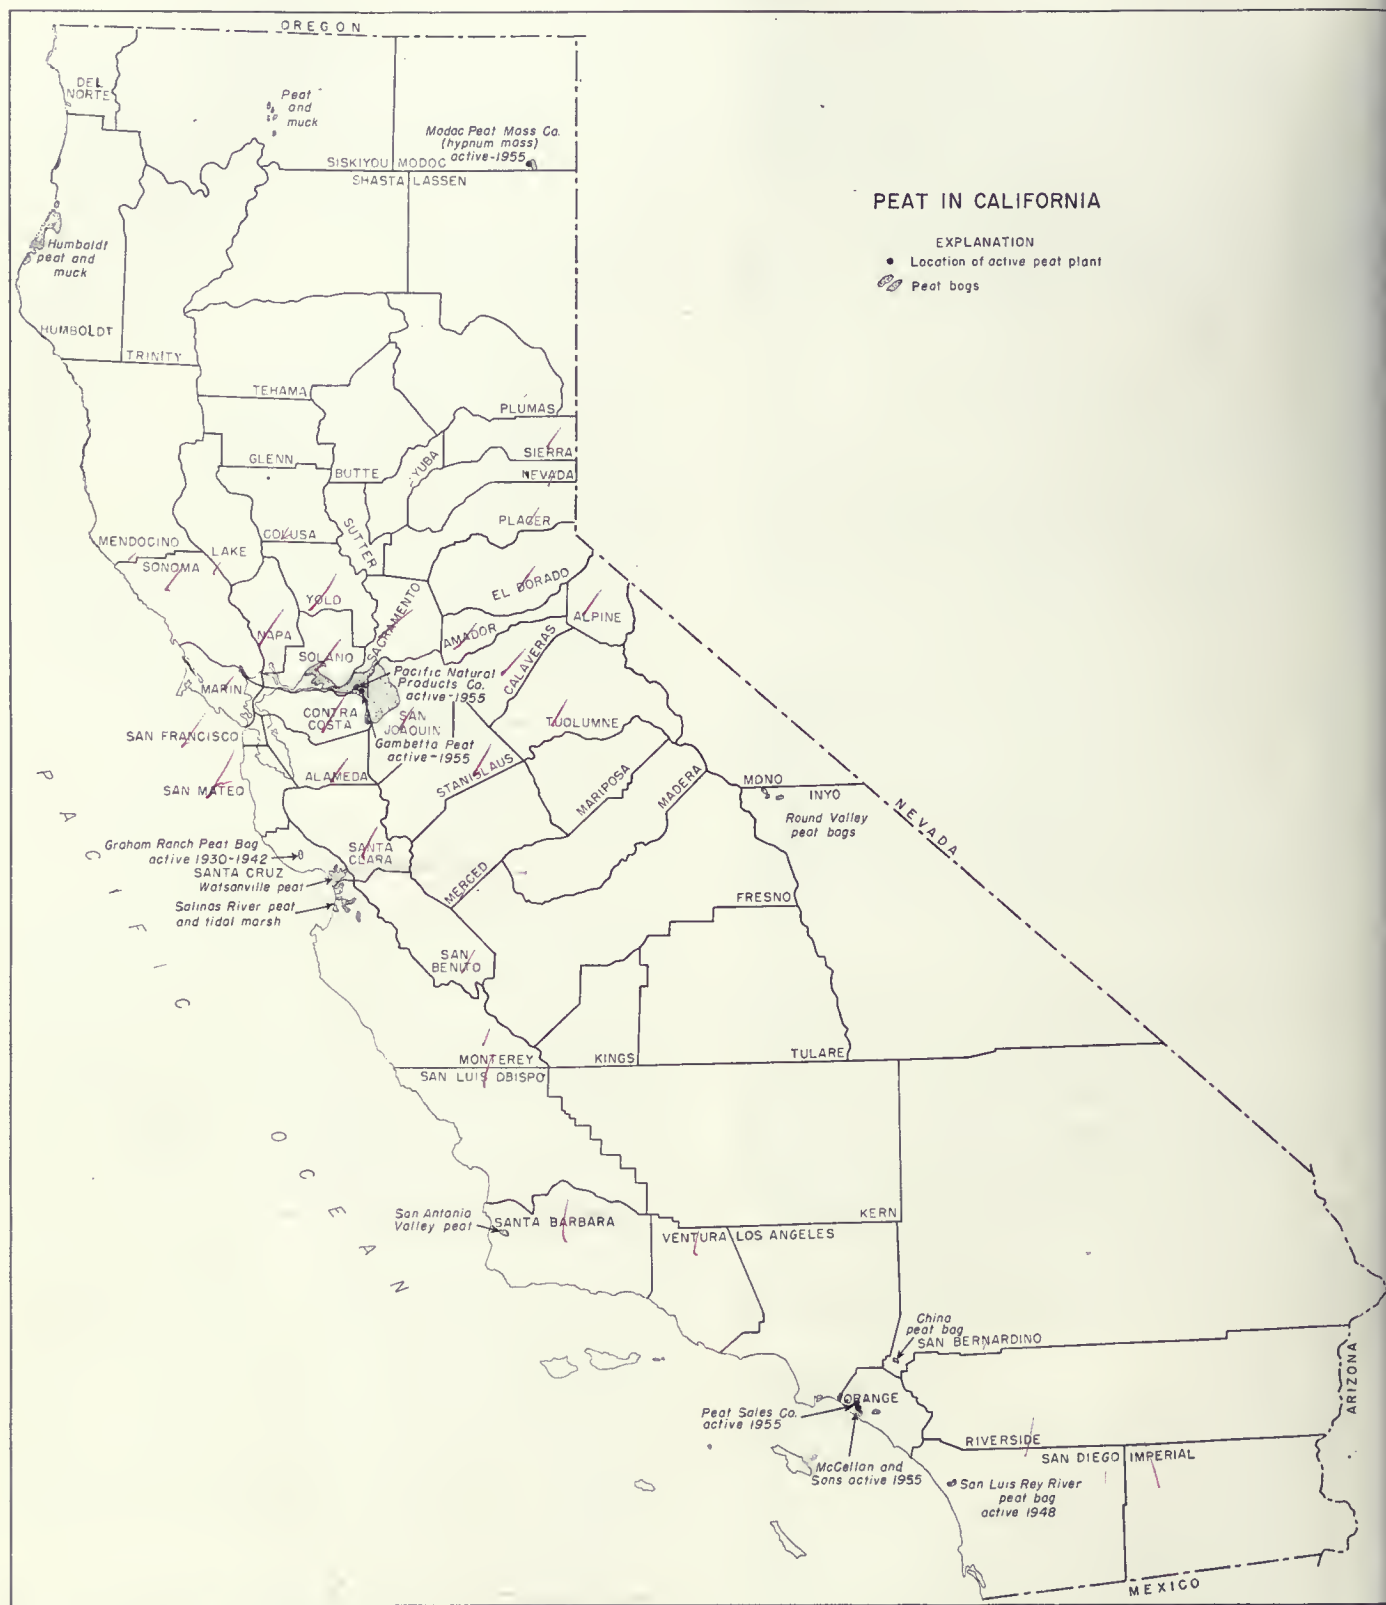 OREGON
DEL
NORTE
Peat
and
muck
Modoc Peat Moss Co.
(hypnum moss)
active-1955
SISKIYOU
MODOC
SHASTA
LASSEN
PEAT IN CALIFORNIA
EXPLANATION
Location of active peat plant
Peat bogs
Humboldt
peat and
muck
HUMBOLDT
TRINITY
TEHAMA
PLUMAS
GLENN
BUTTE
YUBA
SIERRA
NEVADA
PLACER
MENDOCINO
LAKE
COLUSA
SUTTER
SONOMA
YOLO
EL DORADO
NAPA
SACRAMENTO
AMADOR
ALPINE
SOLANO
CALAVERAS
MARIN
Pacific Natural
Products Co.
active-1955
CONTRA
COSTA
SAN
JOAQUIN
TUOLUMNE
SAN FRANCISCO
Gambetta Peat
active-1955
ALAMEDA
STANISLAUS
SAN MATEO
MARIPOSA
MADERA
MONO
INYO
NEVADA
Round Valley
peat bogs
PACIFIC
Graham Ranch Peat Bog
active 1930-1942
SANTA CRUZ
SANTA
CLARA
Watsonville peat
MERCED
Salinas River peat
and tidal marsh
FRESNO
SAN
BENITO
MONTEREY
KINGS
TULARE
SAN LUIS OBISPO
OCEAN
San Antonio
Valley peat
SANTA BARBARA
KERN
VENTURA
LOS ANGELES
China
peat bog
SAN BERNARDINO
ARIZONA
ORANGE
Peat Sales Co.
active 1955
RIVERSIDE
SAN DIEGO
IMPERIAL
McCellan and
Sons active 1955
San Luis Rey River
peat bog
active 1948
MEXICO